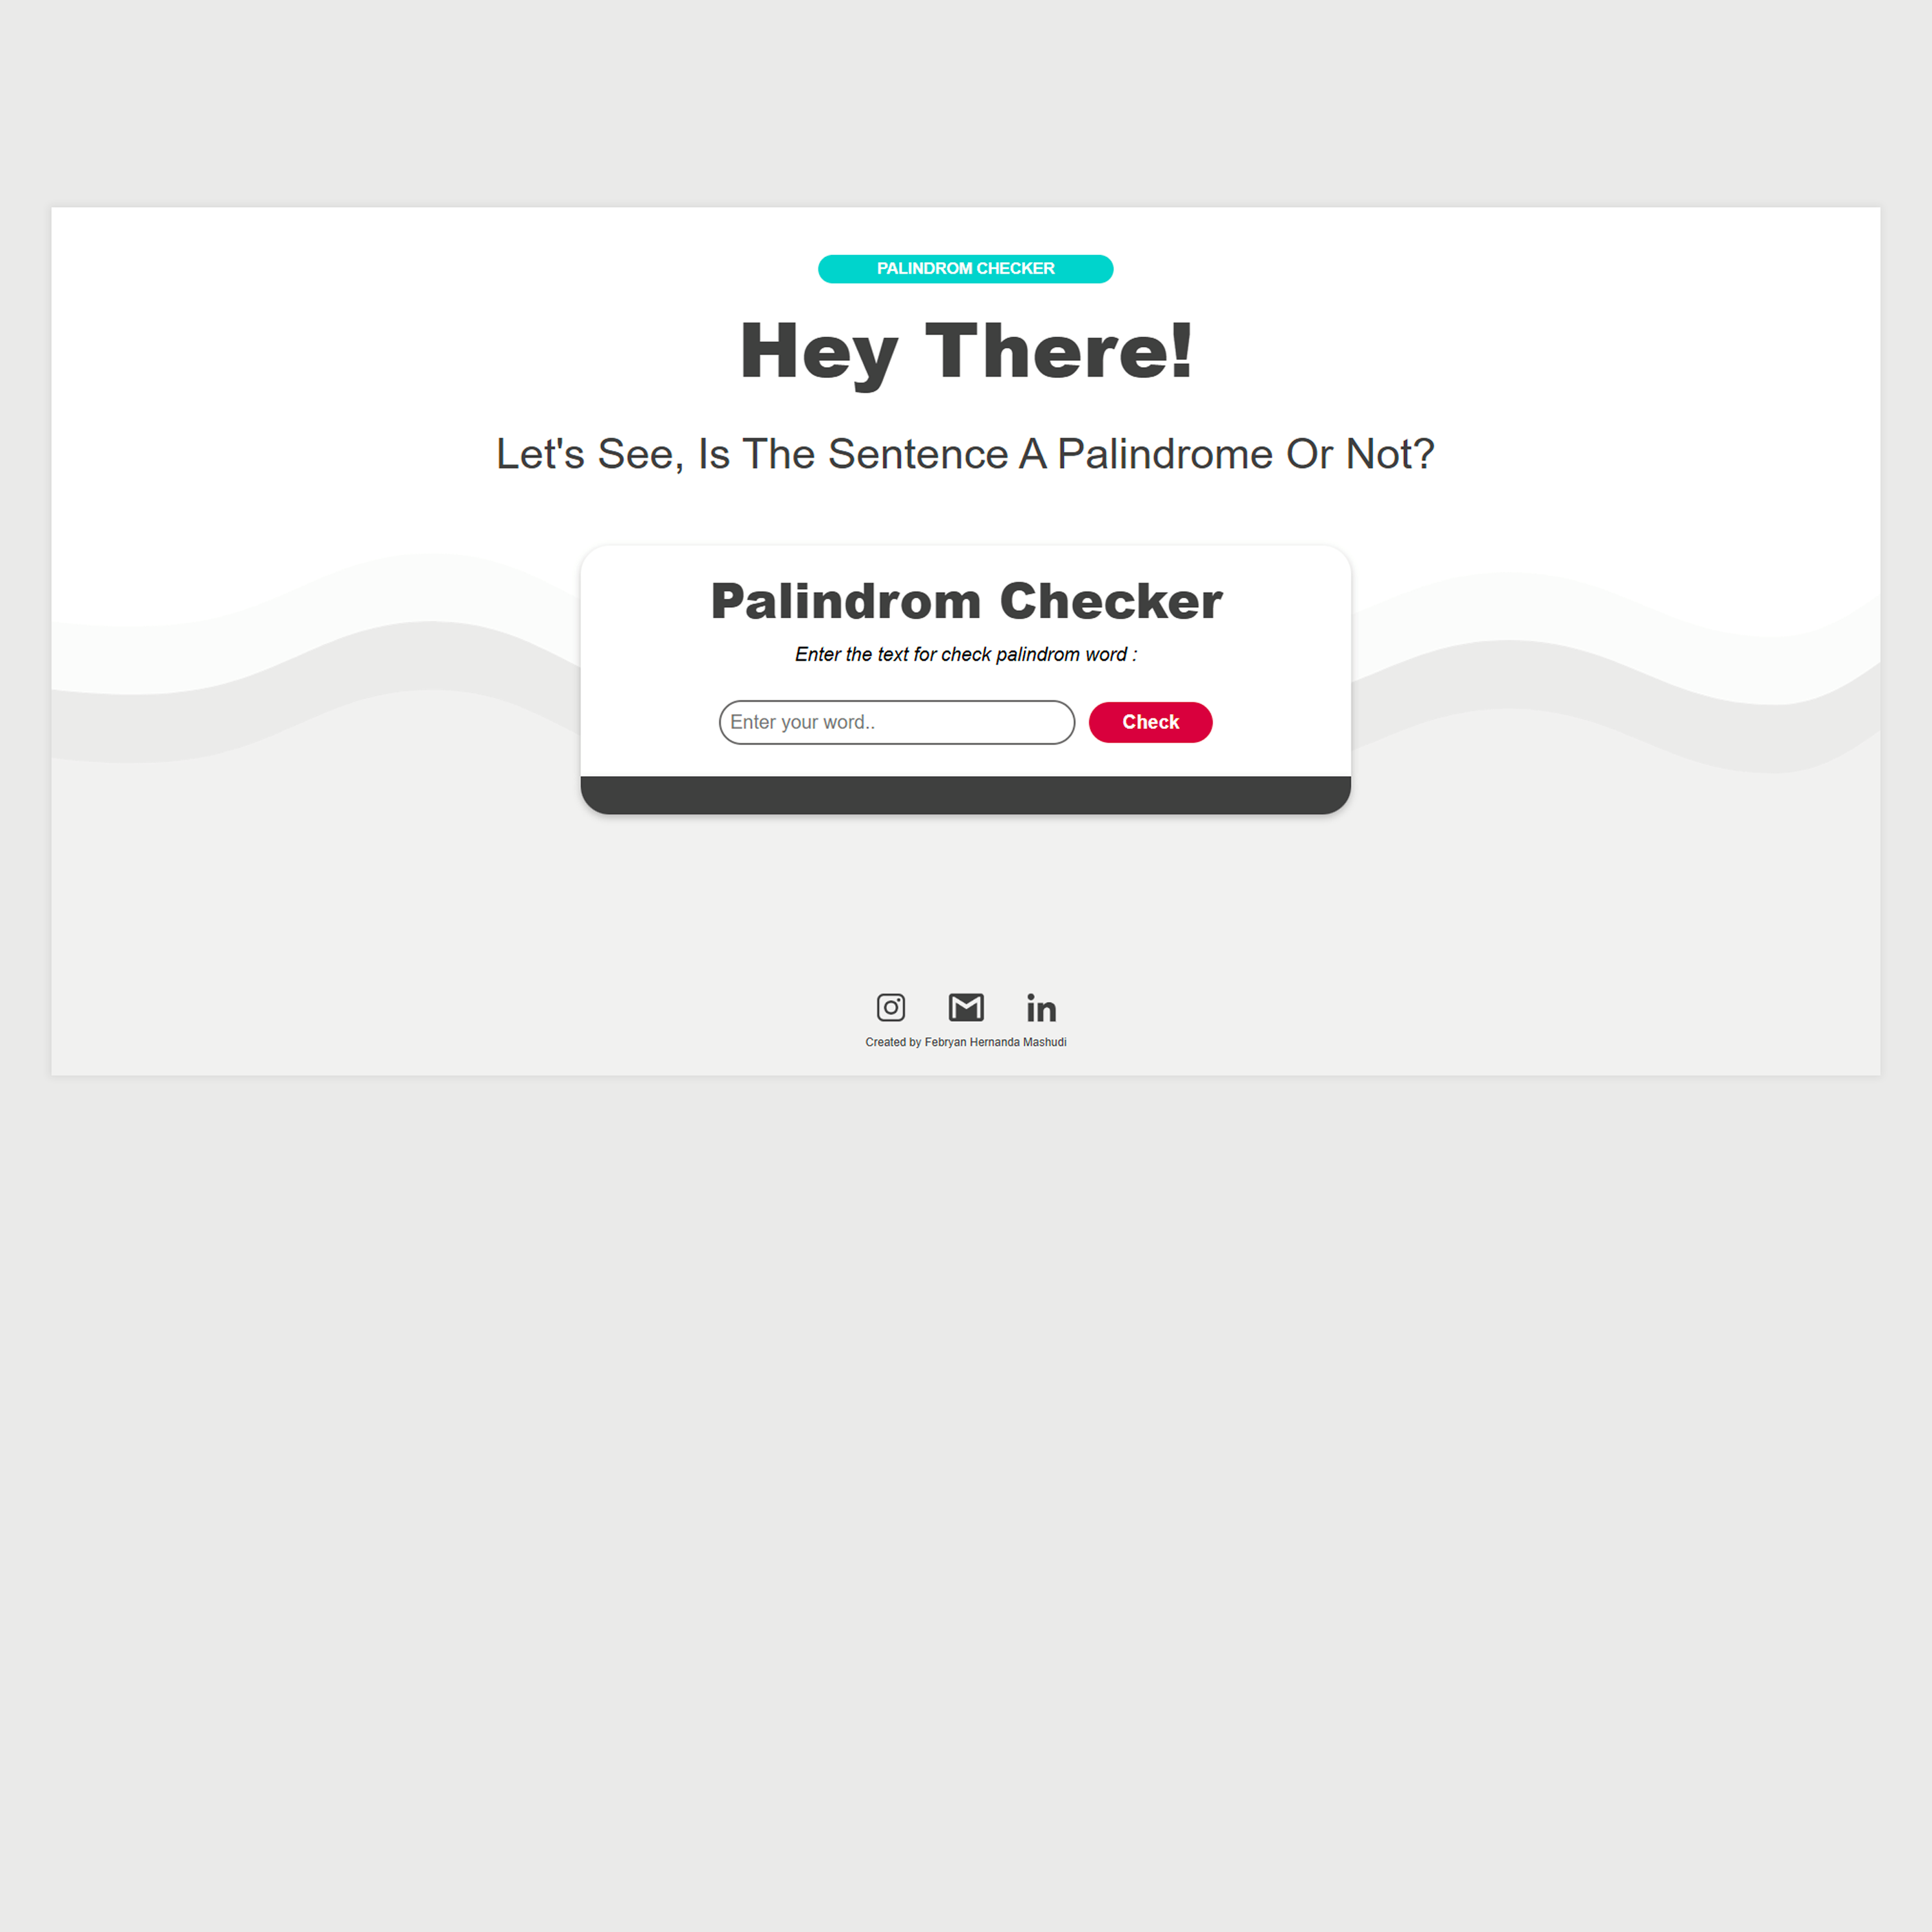 PALINDROM CHECKER
Hey There!
Let's See, Is The Sentence A Palindrome Or Not?
Palindrom Checker
Enter the text for check palindrom word :
Enter your word.. Check
in
Created by Febryan Hernanda Mashudi